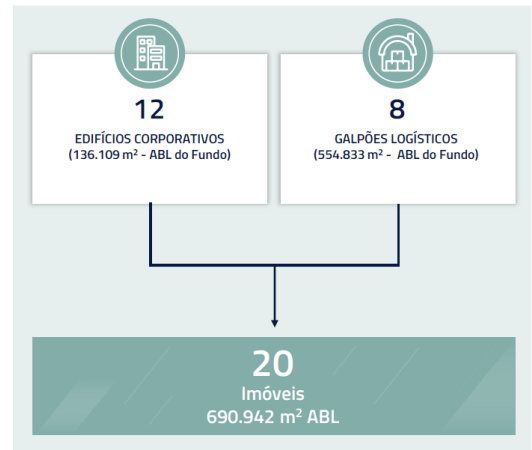 12
EDIFÍCIOS CORPORATIVOS
(136.109 m² - ABL do Fundo)
8
GALPÕES LOGÍSTICOS
(554.833 m² -  ABL do Fundo)
20
Imóveis
690.942 m² ABL